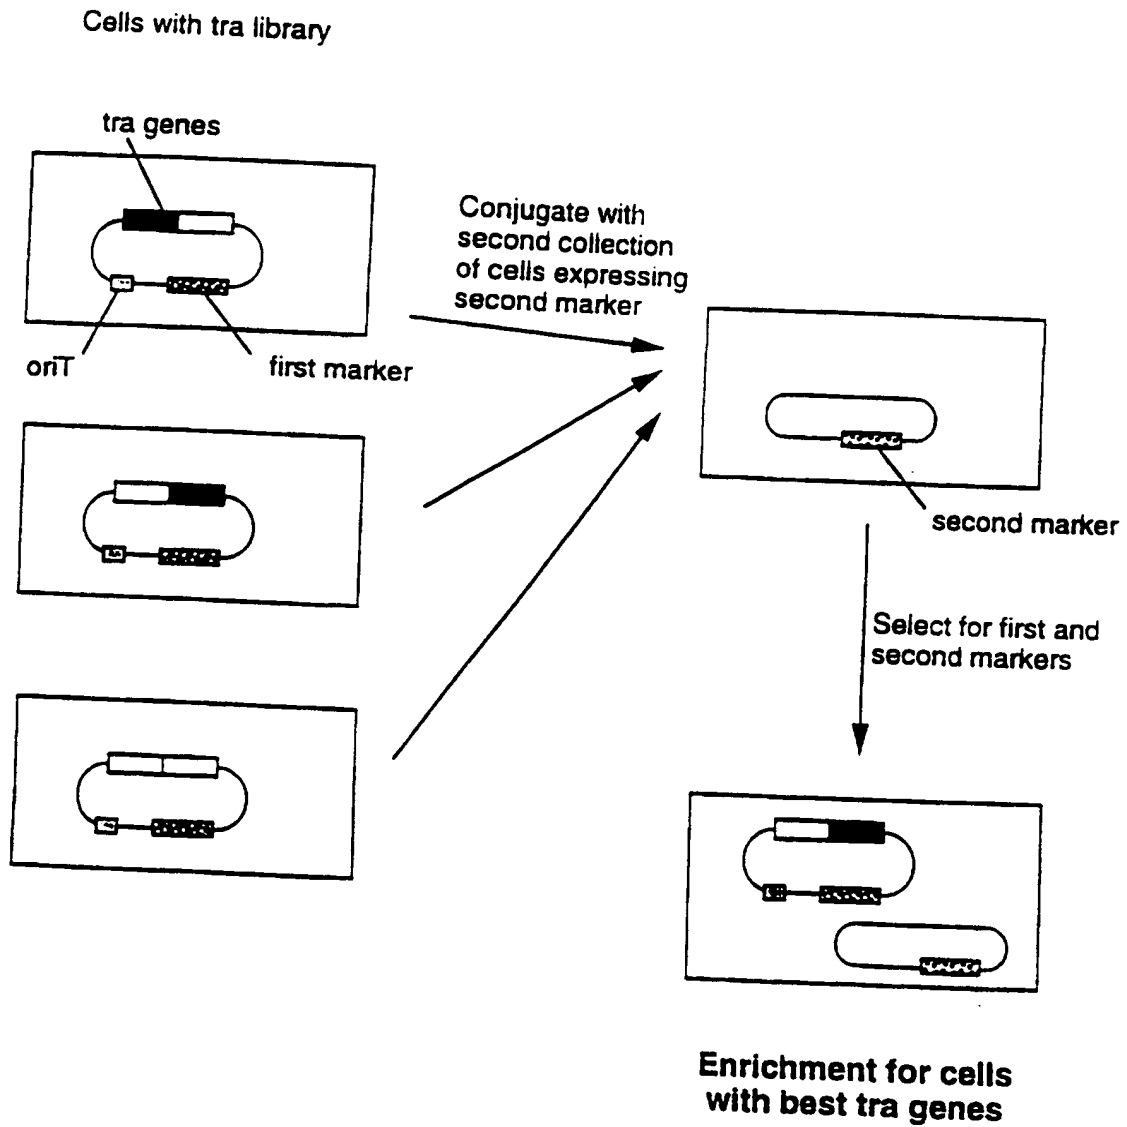 Cells with tra library
tra genes
Conjugate with
second collection
of cells expressing
second marker
oriT
first marker
second marker
Select for first and
second markers
Enrichment for cells
with best tra genes